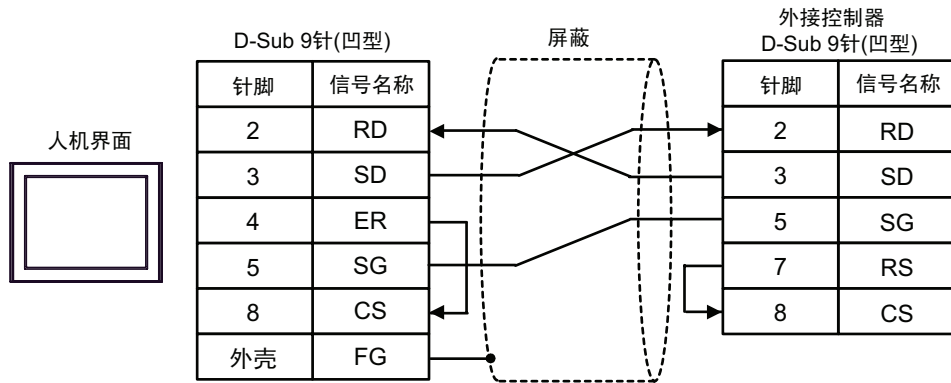 人机界面
D-Sub 9针(凹型)
针脚 信号名称
2 RD
3 SD
4 ER
5 SG
8 CS
外壳 FG
屏蔽
外接控制器
D-Sub 9针(凹型)
针脚 信号名称
2 RD
3 SD
5 SG
7 RS
8 CS